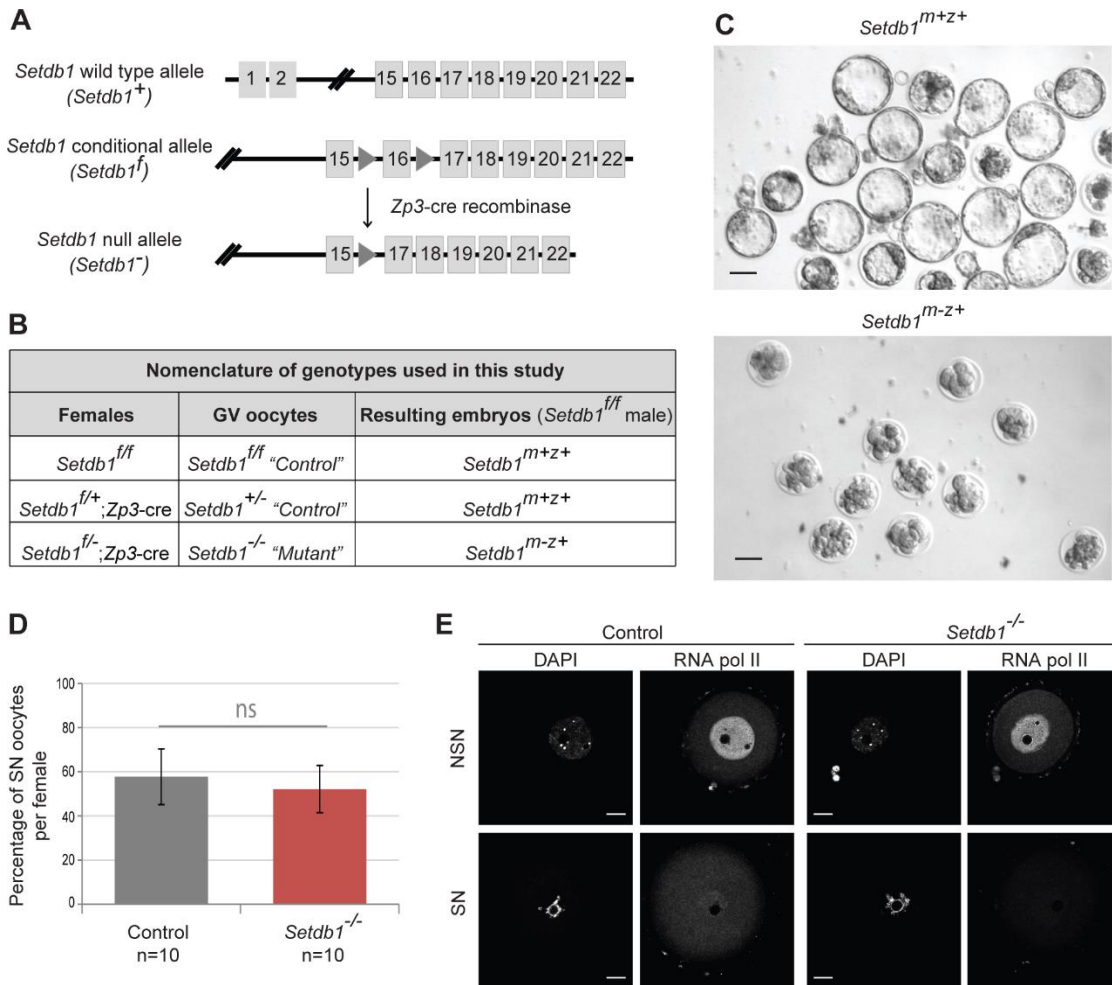 A
Setdb1 wild type allele
(Setdb1+)
1 2 15 16 17 18 19 20 21 22
Setdb1 conditional allele
(Setdb1f)
15 16 17 18 19 20 21 22
Zp3-cre recombinase
Setdb1 null allele
(Setdb1-)
15 17 18 19 20 21 22
B
Nomenclature of genotypes used in this study
Females GV oocytes Resulting embryos (Setdb1f/f male)
Setdb1f/f Setdb1f/f “Control” Setdb1m+z+
Setdb1f/+;Zp3-cre Setdb1+/- “Control” Setdb1m+z+
Setdb1f/-;Zp3-cre Setdb1-/- “Mutant” Setdb1m-z+
C
Setdb1m+z+
Setdb1m-z+
D
Percentage of SN oocytes
per female
100
80
60
40
20
0
ns
Control
n=10
Setdb1-/-
n=10
E
Control Setdb1-/-
DAPI RNA pol II DAPI RNA pol II
NSN
SN